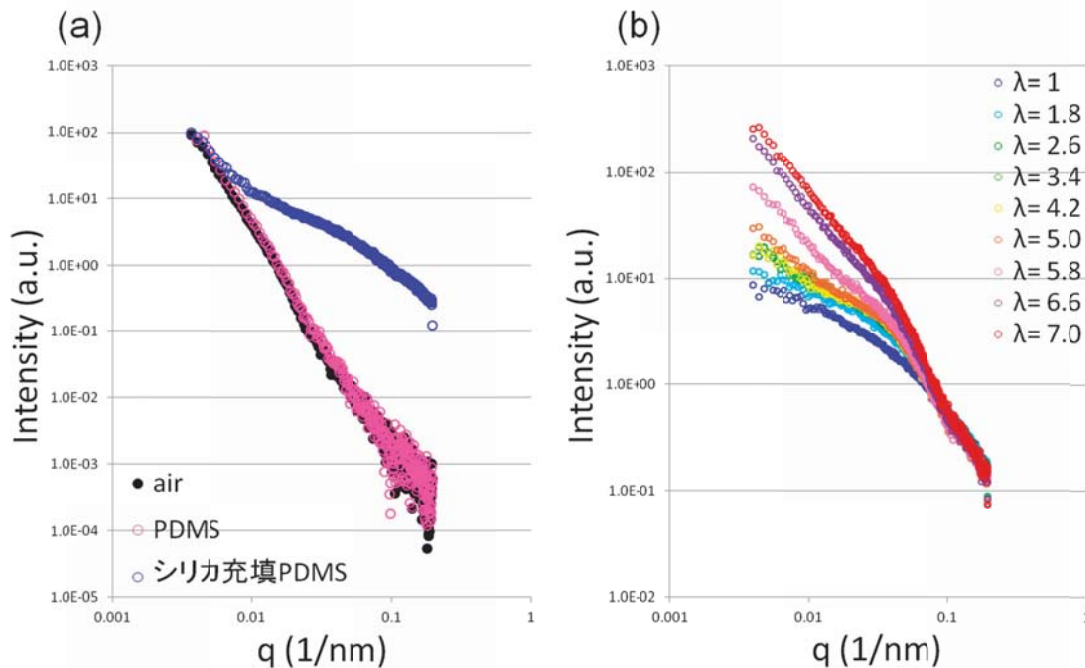 (a)
1.0E+03
1.0E+02
1.0E+01
1.0E+00
1.0E-01
1.0E-02
1.0E-03
1.0E-04
1.0E-05
Intensity (a.u.)
air
PDMS
シリカ充填PDMS
0.001
0.01
0.1
1
q (1/nm)
(b)
1.0E+03
1.0E+02
1.0E+01
1.0E+00
1.0E-01
1.0E-02
Intensity (a.u.)
λ= 1
λ= 1.8
λ= 2.6
λ= 3.4
λ= 4.2
λ= 5.0
λ= 5.8
λ= 6.6
λ= 7.0
0.001
0.01
0.1
1
q (1/nm)